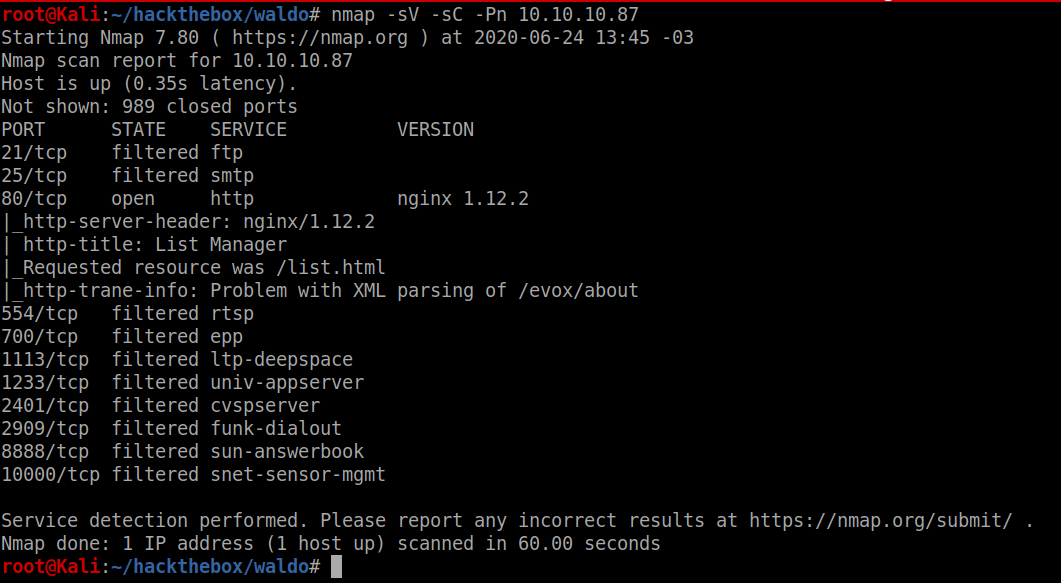 root@Kali:~/hackthebox/waldo# nmap -sV -sC -Pn 10.10.10.87
Starting Nmap 7.80 ( https://nmap.org ) at 2020-06-24 13:45 -03
Nmap scan report for 10.10.10.87
Host is up (0.35s latency).
Not shown: 989 closed ports
PORT      STATE    SERVICE         VERSION
21/tcp    filtered ftp
25/tcp    filtered smtp
80/tcp    open     http            nginx 1.12.2
|_http-server-header: nginx/1.12.2
| http-title: List Manager
|_Requested resource was /list.html
|_http-trane-info: Problem with XML parsing of /evox/about
554/tcp   filtered rtsp
700/tcp   filtered epp
1113/tcp  filtered ltp-deepspace
1233/tcp  filtered univ-appserver
2401/tcp  filtered cvspserver
2909/tcp  filtered funk-dialout
8888/tcp  filtered sun-answerbook
10000/tcp filtered snet-sensor-mgmt
Service detection performed. Please report any incorrect results at https://nmap.org/submit/ .
Nmap done: 1 IP address (1 host up) scanned in 60.00 seconds
root@Kali:~/hackthebox/waldo#